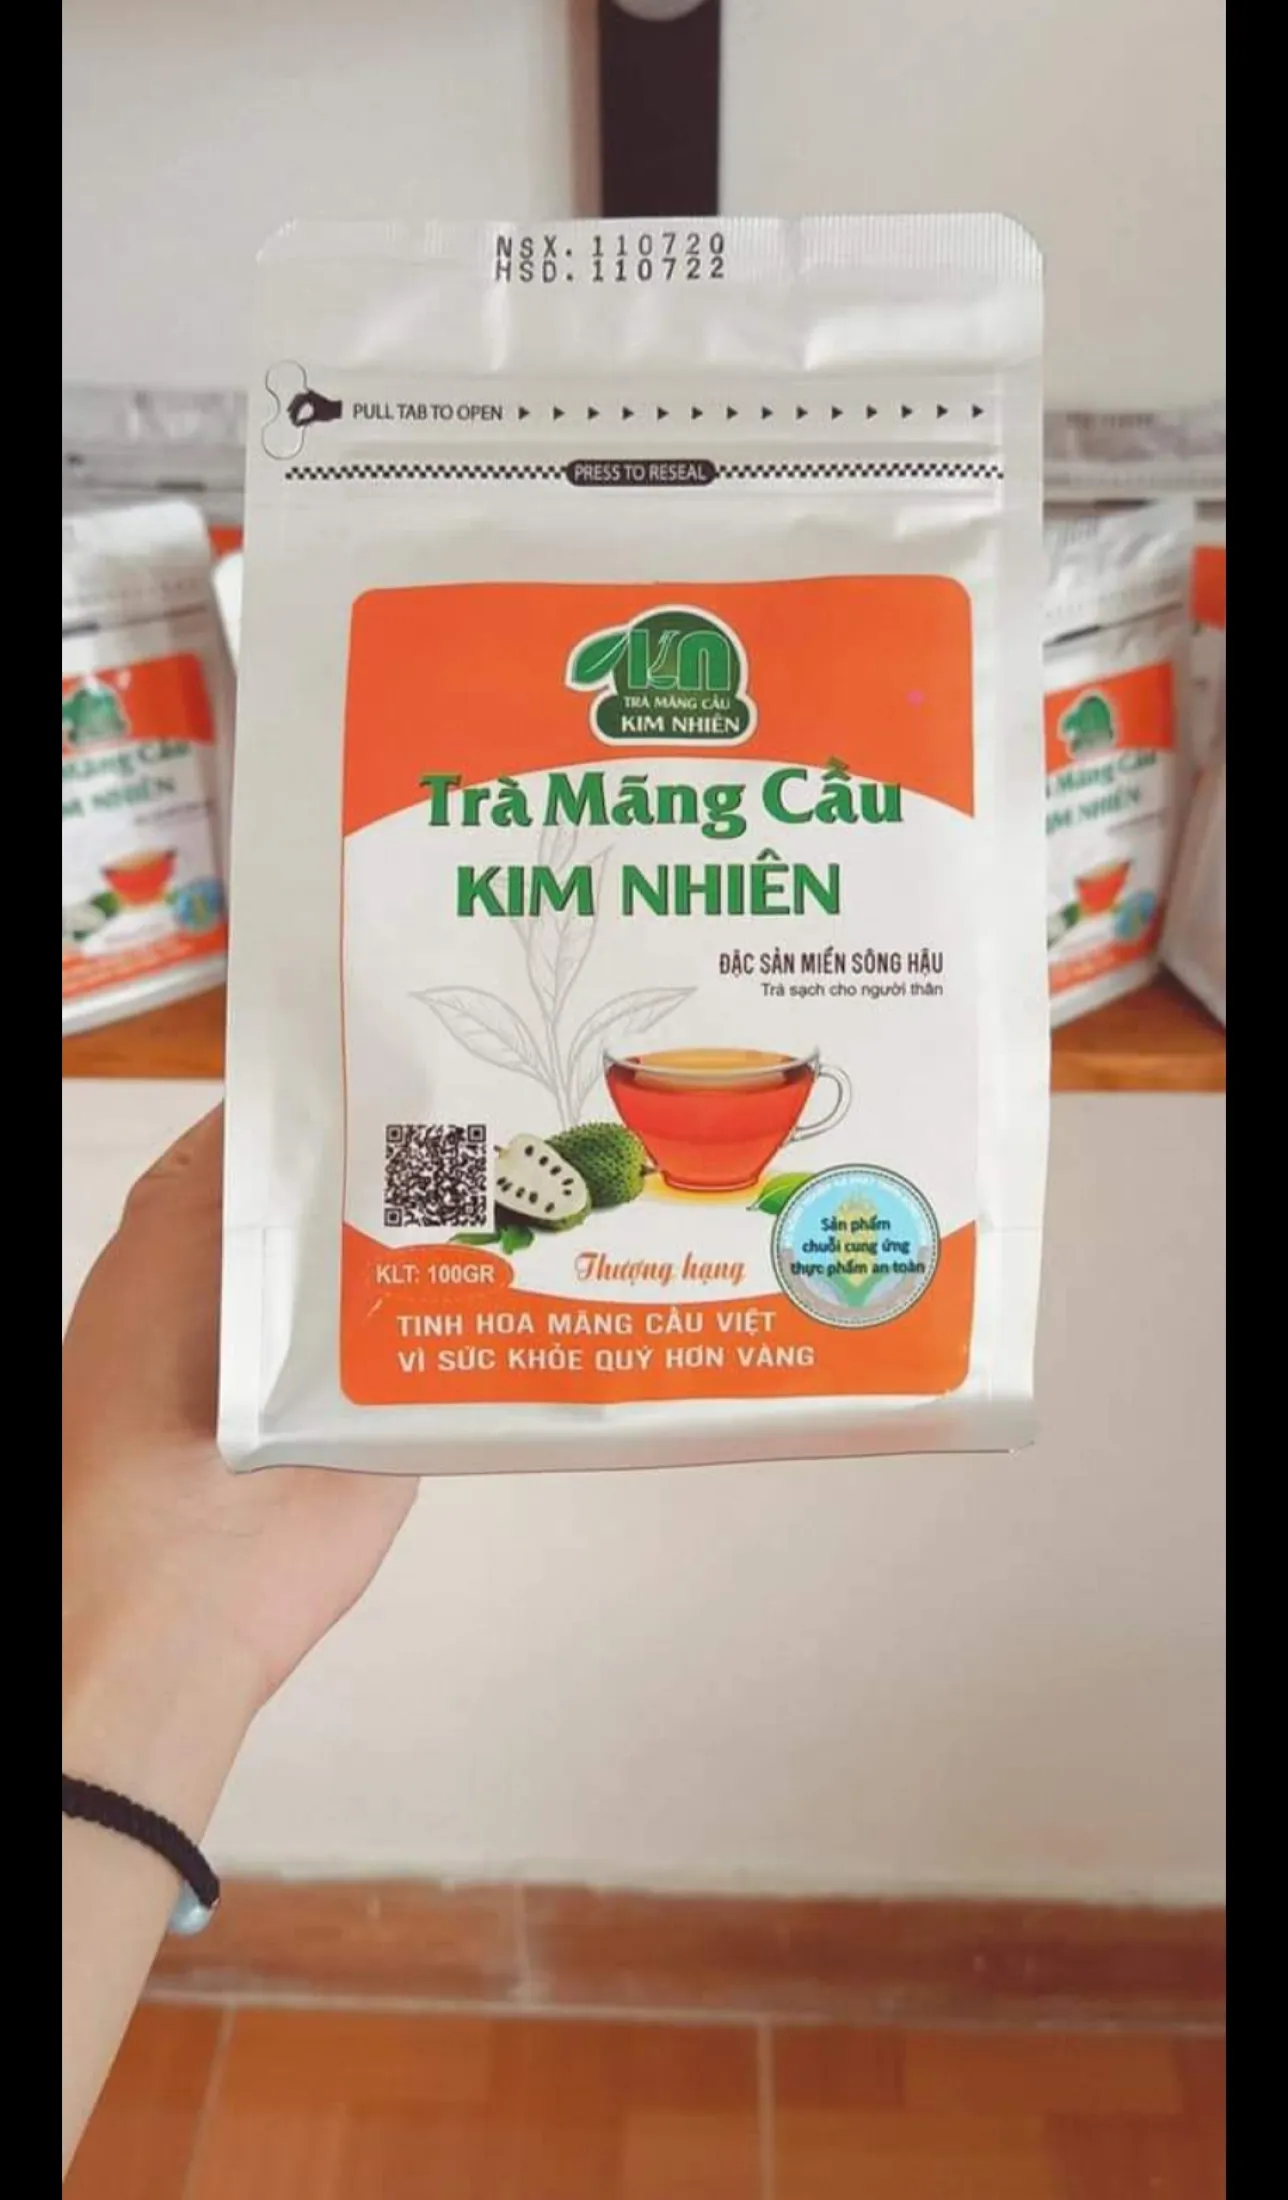 NSX. 110720
HSD. 110722
PULL TAB TO OPEN
PRESS TO RESEAL
KN
TRÀ MÃNG CẦU
KIM NHIÊN
Trà Mãng Cầu
KIM NHIÊN
ĐẶC SẢN MIỀN SÔNG HẬU
Trà sạch cho người thân
Sản phẩm
chuỗi cung ứng
thực phẩm an toàn
KLT: 100GR
Thượng hạng
TINH HOA MÃNG CẦU VIỆT
VÌ SỨC KHỎE QUÝ HƠN VÀNG